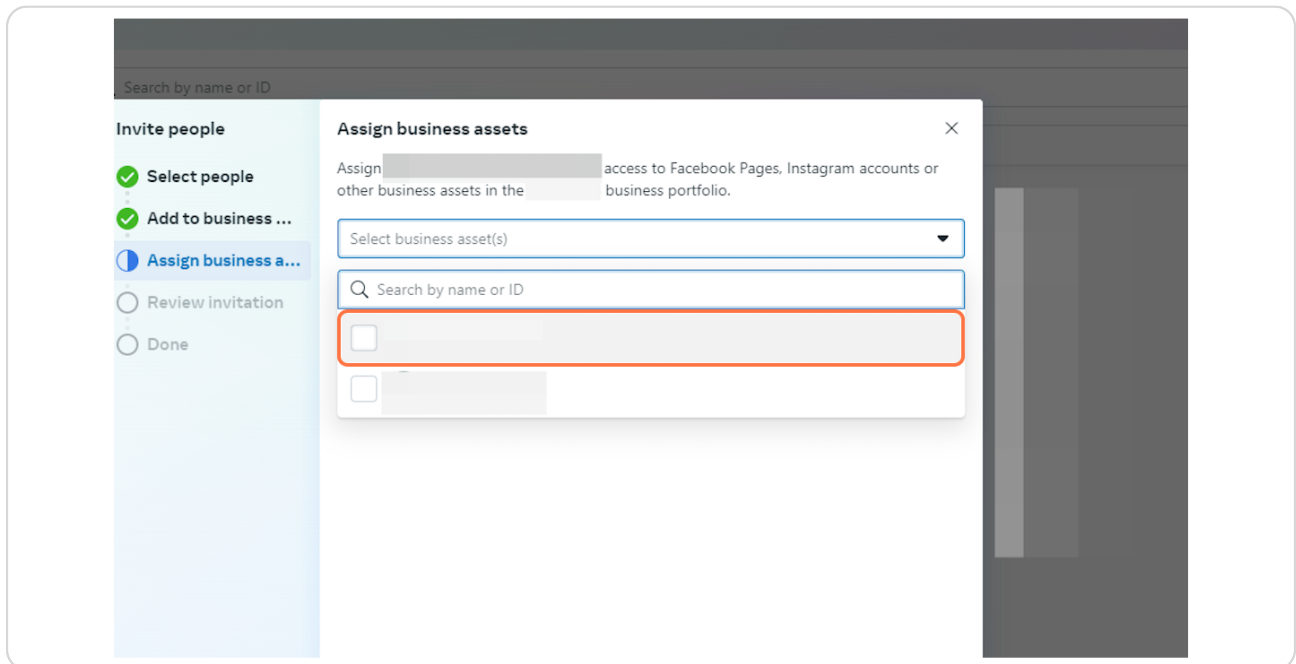 Search by name or ID
Invite people
Select people
Add to business ...
Assign business a...
Review invitation
Done
Assign business assets
Assign access to Facebook Pages, Instagram accounts or
other business assets in the business portfolio.
Select business asset(s)
Search by name or ID